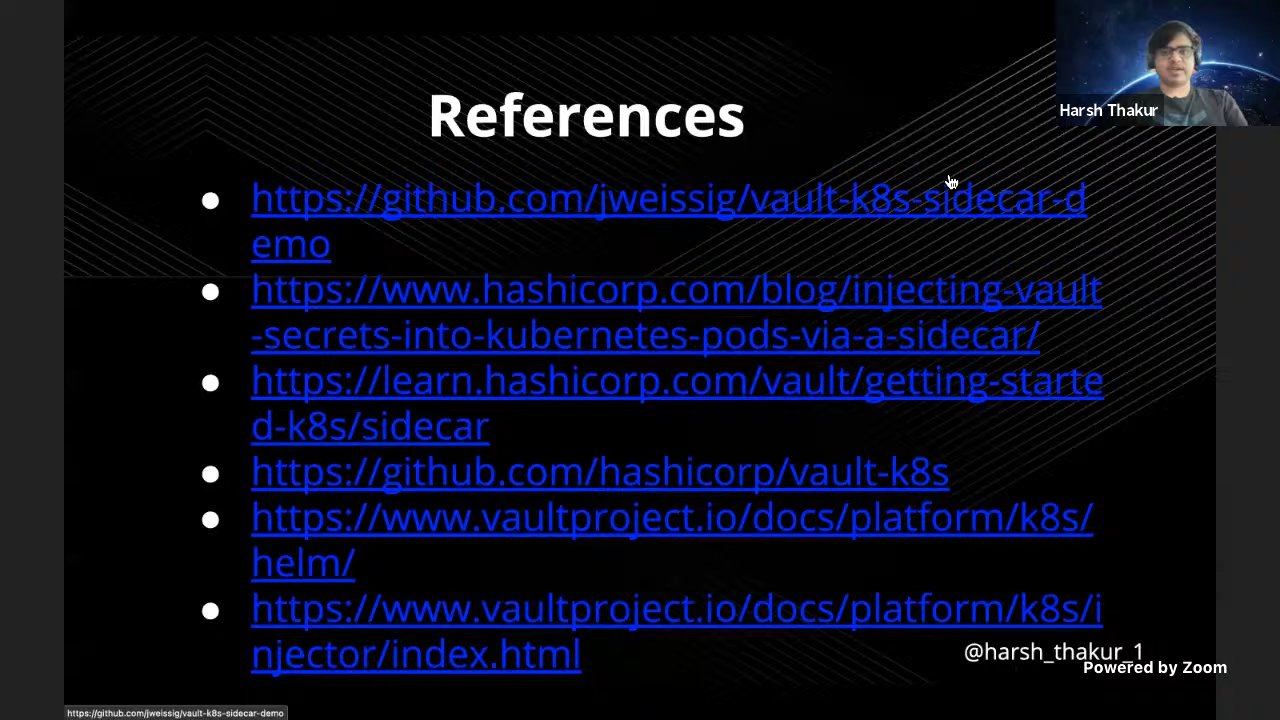 References
Harsh Thakur
● https://github.com/jweissig/vault-k8s-sidecar-d
emo
● https://www.hashicorp.com/blog/injecting-vault
-secrets-into-kubernetes-pods-via-a-sidecar/
● https://learn.hashicorp.com/vault/getting-starte
d-k8s/sidecar
● https://github.com/hashicorp/vault-k8s
● https://www.vaultproject.io/docs/platform/k8s/
helm/
● https://www.vaultproject.io/docs/platform/k8s/i
njector/index.html
@harsh_thakur_1
Powered by Zoom
https://github.com/jweissig/vault-k8s-sidecar-demo